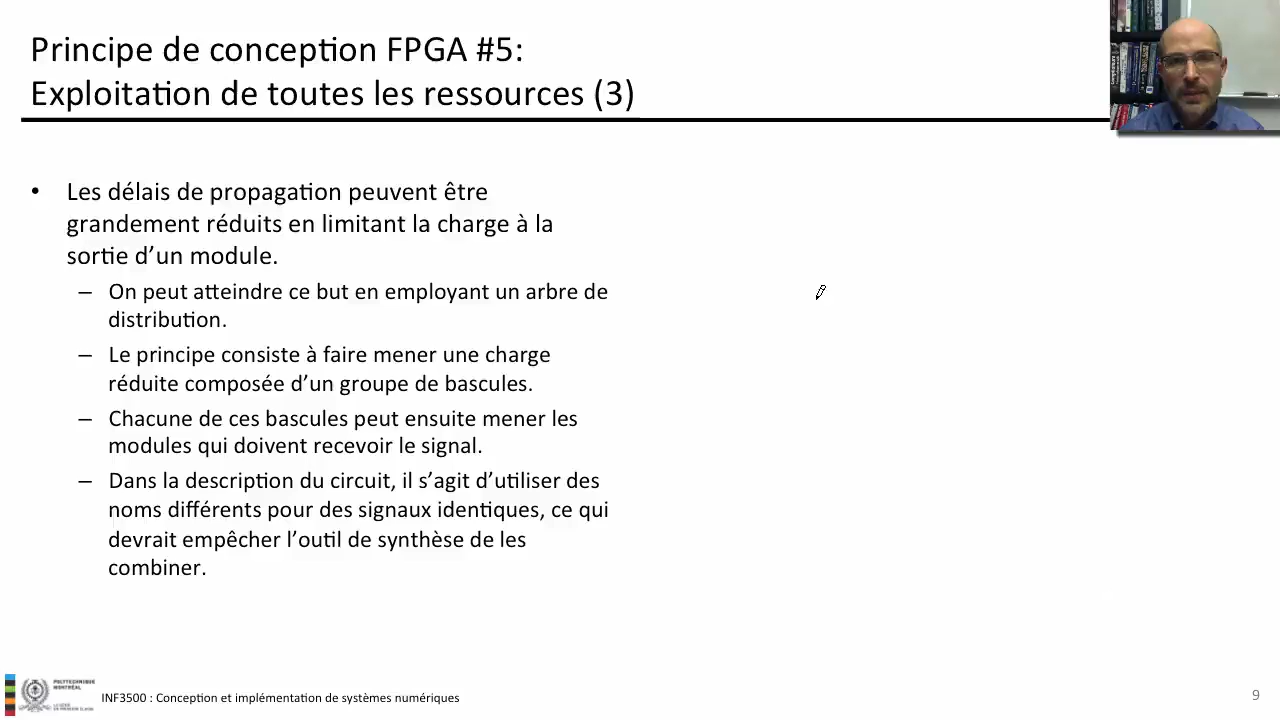 Principe de conception FPGA #5:
Exploitation de toutes les ressources (3)
• Les délais de propagation peuvent être
grandement réduits en limitant la charge à la
sortie d’un module.
– On peut atteindre ce but en employant un arbre de
distribution.
– Le principe consiste à faire mener une charge
réduite composée d’un groupe de bascules.
– Chacune de ces bascules peut ensuite mener les
modules qui doivent recevoir le signal.
– Dans la description du circuit, il s’agit d’utiliser des
noms différents pour des signaux identiques, ce qui
devrait empêcher l’outil de synthèse de les
combiner.
POLYTECHNIQUE
MONTRÉAL
INF3500 : Conception et implémentation de systèmes numériques
9